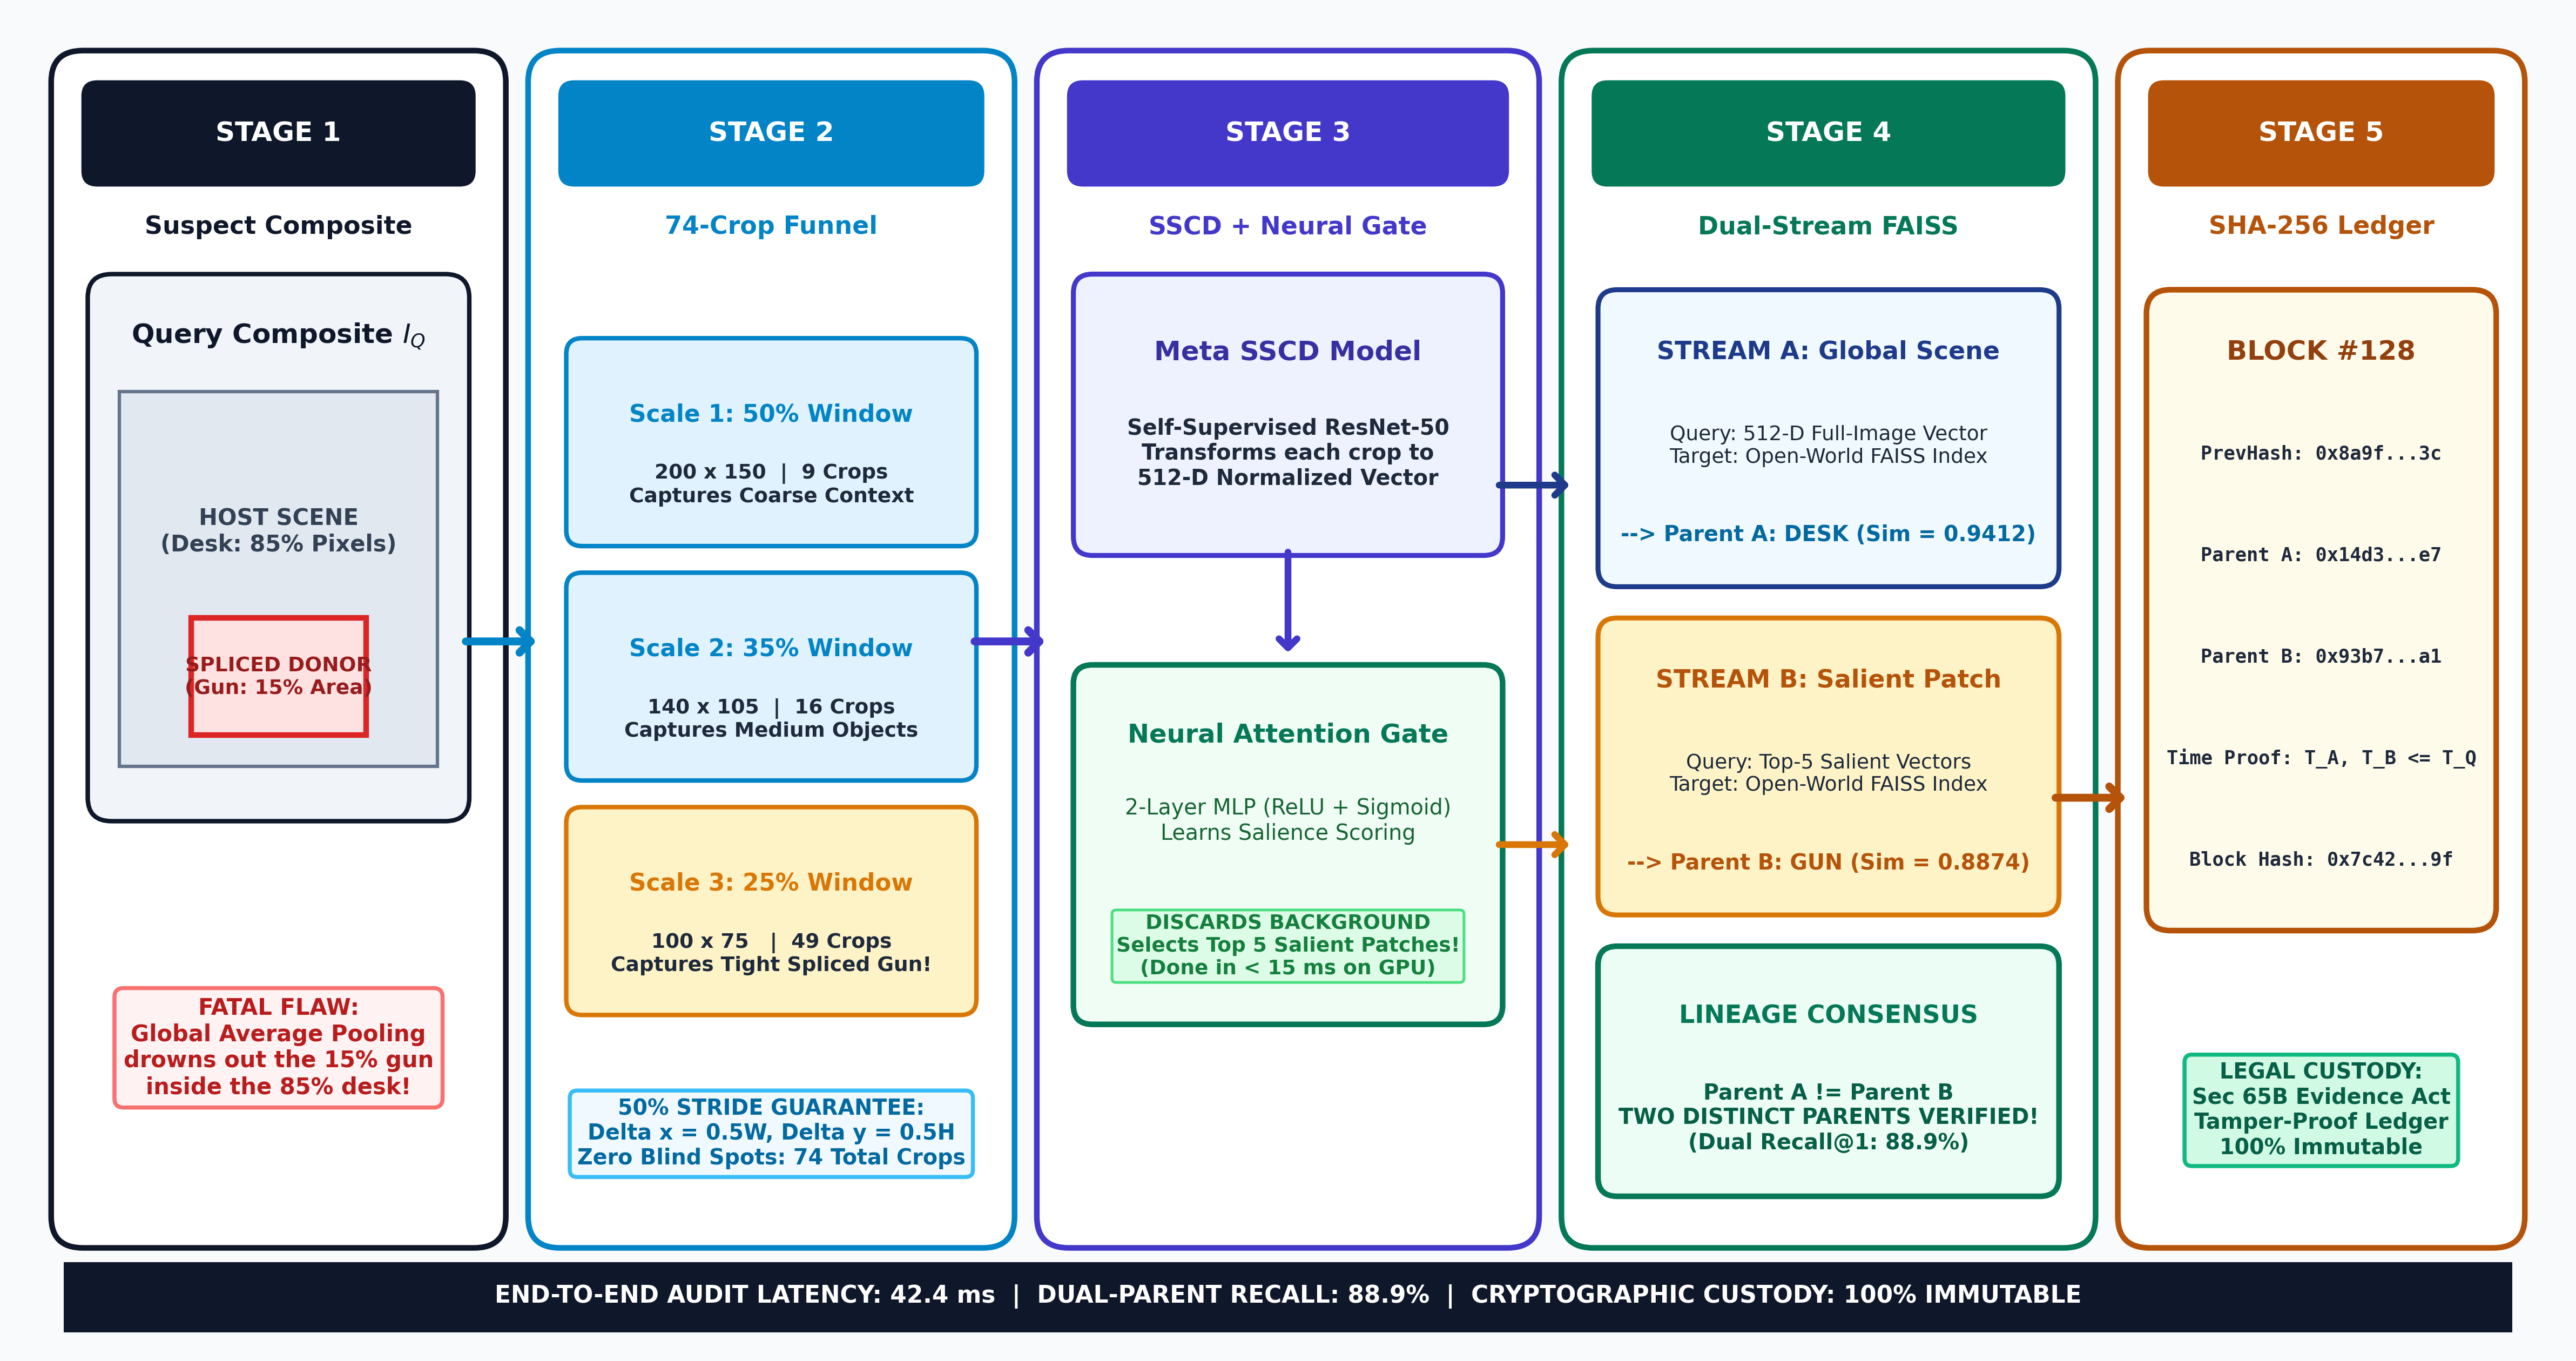 STAGE 1
Suspect Composite
Query Composite I_Q
HOST SCENE
(Desk: 85% Pixels)
SPLICED DONOR
(Gun: 15% Area)
FATAL FLAW:
Global Average Pooling
drowns out the 15% gun
inside the 85% desk!
STAGE 2
74-Crop Funnel
Scale 1: 50% Window
200 x 150 | 9 Crops
Captures Coarse Context
Scale 2: 35% Window
140 x 105 | 16 Crops
Captures Medium Objects
Scale 3: 25% Window
100 x 75 | 49 Crops
Captures Tight Spliced Gun!
50% STRIDE GUARANTEE:
Delta x = 0.5W, Delta y = 0.5H
Zero Blind Spots: 74 Total Crops
STAGE 3
SSCD + Neural Gate
Meta SSCD Model
Self-Supervised ResNet-50
Transforms each crop to
512-D Normalized Vector
Neural Attention Gate
2-Layer MLP (ReLU + Sigmoid)
Learns Salience Scoring
DISCARDS BACKGROUND
Selects Top 5 Salient Patches!
(Done in < 15 ms on GPU)
STAGE 4
Dual-Stream FAISS
STREAM A: Global Scene
Query: 512-D Full-Image Vector
Target: Open-World FAISS Index
--> Parent A: DESK (Sim = 0.9412)
STREAM B: Salient Patch
Query: Top-5 Salient Vectors
Target: Open-World FAISS Index
--> Parent B: GUN (Sim = 0.8874)
LINEAGE CONSENSUS
Parent A != Parent B
TWO DISTINCT PARENTS VERIFIED!
(Dual Recall@1: 88.9%)
STAGE 5
SHA-256 Ledger
BLOCK #128
PrevHash: 0x8a9f...3c
Parent A: 0x14d3...e7
Parent B: 0x93b7...a1
Time Proof: T_A, T_B <= T_Q
Block Hash: 0x7c42...9f
LEGAL CUSTODY:
Sec 65B Evidence Act
Tamper-Proof Ledger
100% Immutable
END-TO-END AUDIT LATENCY: 42.4 ms | DUAL-PARENT RECALL: 88.9% | CRYPTOGRAPHIC CUSTODY: 100% IMMUTABLE